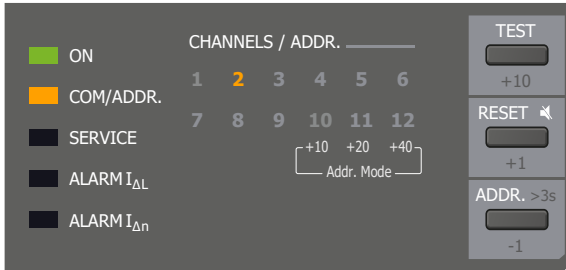 ON
COM/ADDR.
SERVICE
ALARM IΔL
ALARM IΔn
CHANNELS / ADDR.
1 2 3 4 5 6
7 8 9 10 11 12
+10 +20 +40
Addr. Mode
TEST
+10
RESET
+1
ADDR. >3s
-1